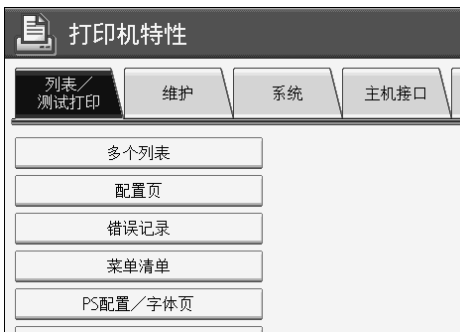 打印机特性
列表／
测试打印
维护
系统
主机接口
多个列表
配置页
错误记录
菜单清单
PS配置／字体页